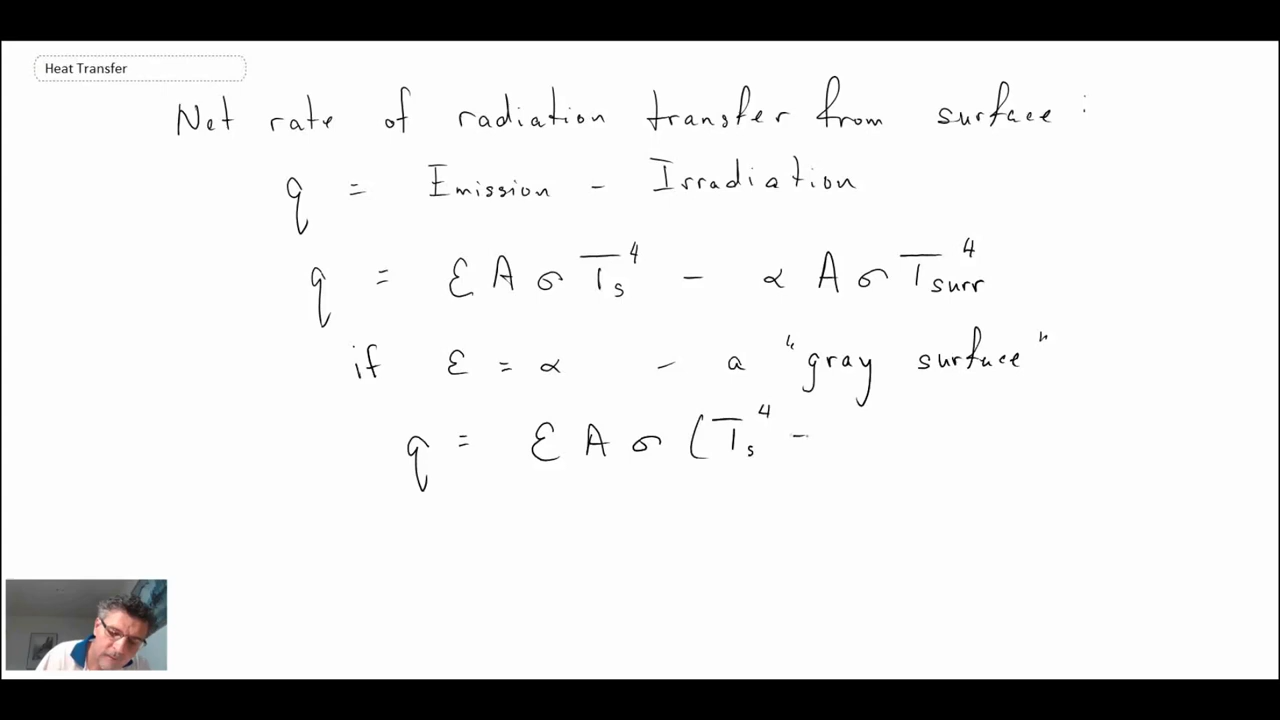 Heat Transfer
Net rate of radiation transfer from surface :
q = Emission - Irradiation
q = ε A σ T_s^4 - α A σ T_surr^4
if ε = α - a "gray surface"
q = ε A σ (T_s^4 -